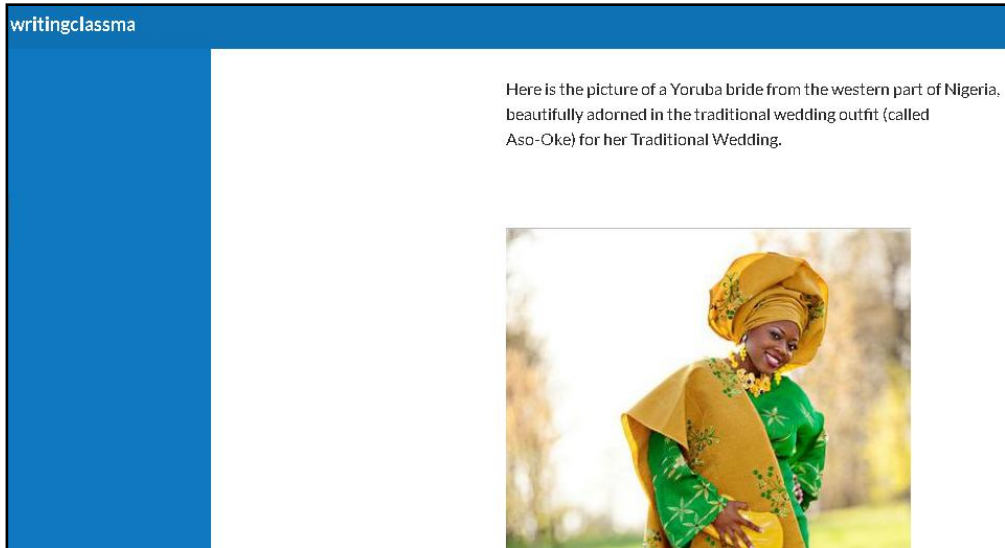 writingclassma
Here is the picture of a Yoruba bride from the western part of Nigeria,
beautifully adorned in the traditional wedding outfit (called
Aso-Oke) for her Traditional Wedding.